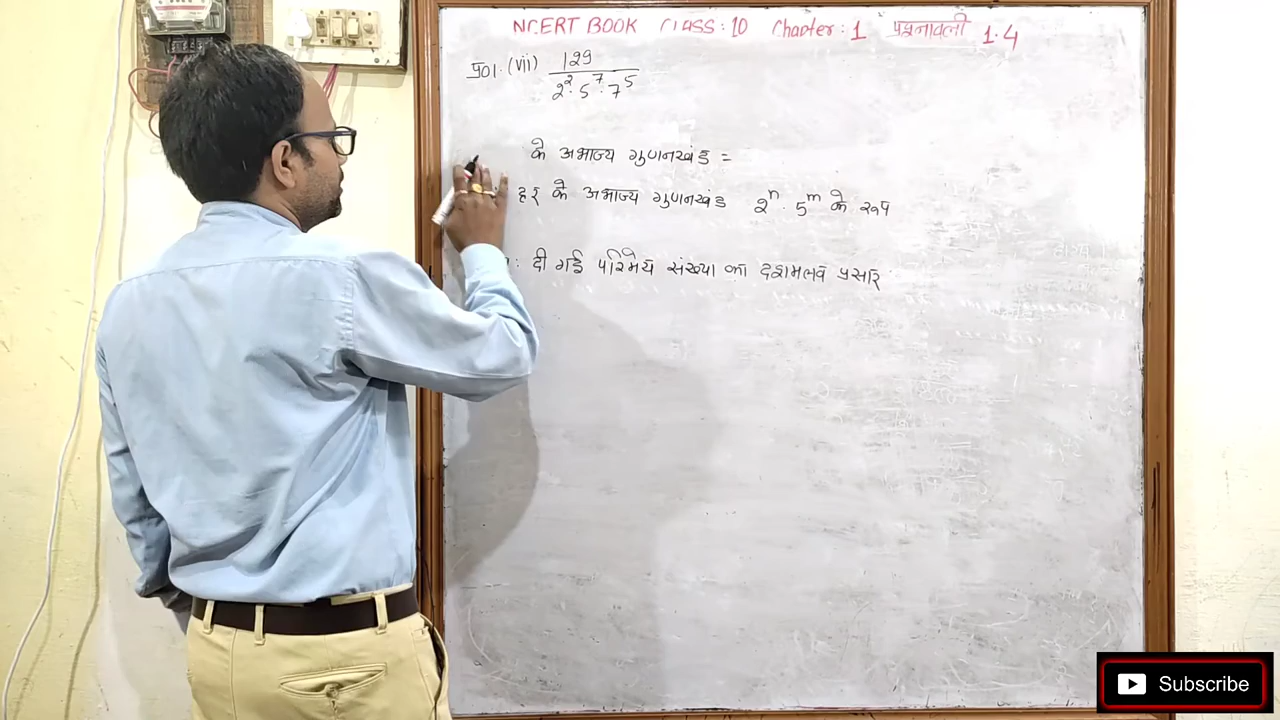 NCERT BOOK CLASS:10 Chapter:1 प्रश्नावली 1.4
प्र01.(vii) 129 / 2².5⁷.7⁵
के अभाज्य गुणनखंड =
हर के अभाज्य गुणनखंड 2ⁿ.5ᵐ के रूप
: दी गई परिमेय संख्या का दशमलव प्रसार
Subscribe